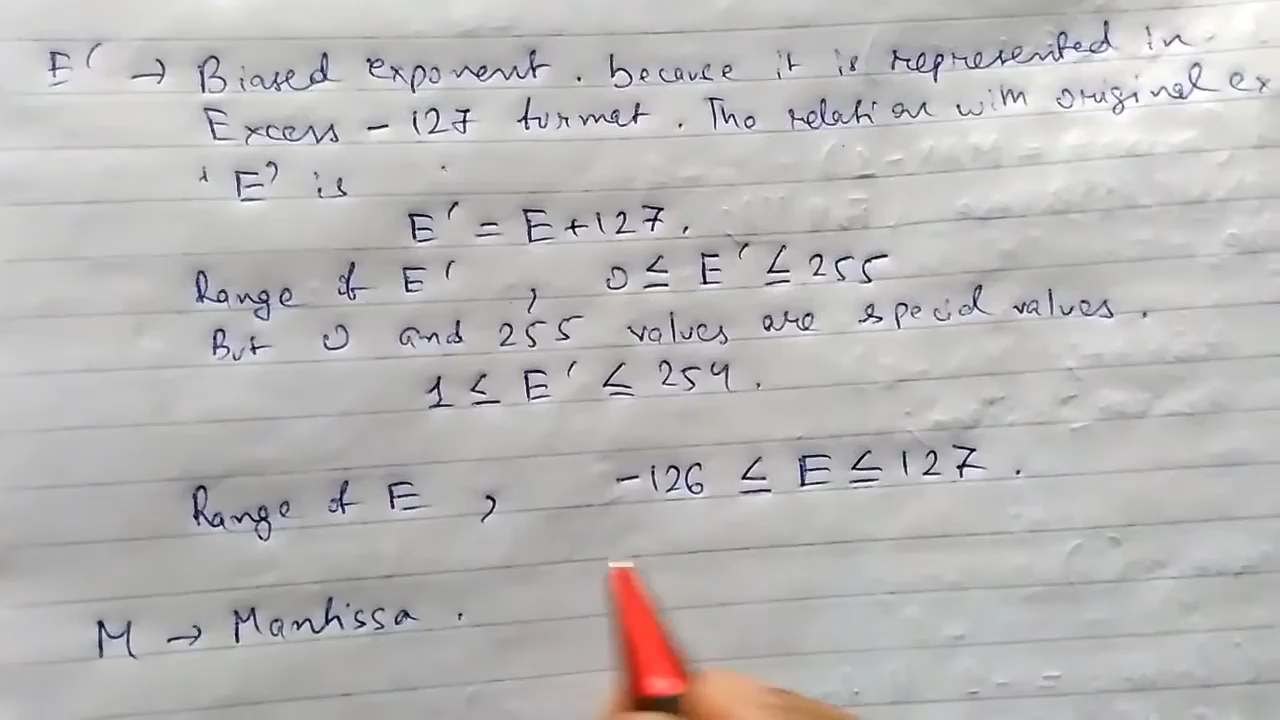 E' → Biased exponent. because it is represented in
Excess-127 format. The relation with original ex
'E' is
E' = E+127.
Range of E' , 0 ≤ E' ≤ 255
But 0 and 255 values are special values.
1 ≤ E' ≤ 254.
Range of E , -126 ≤ E ≤ 127.
M → Mantissa.